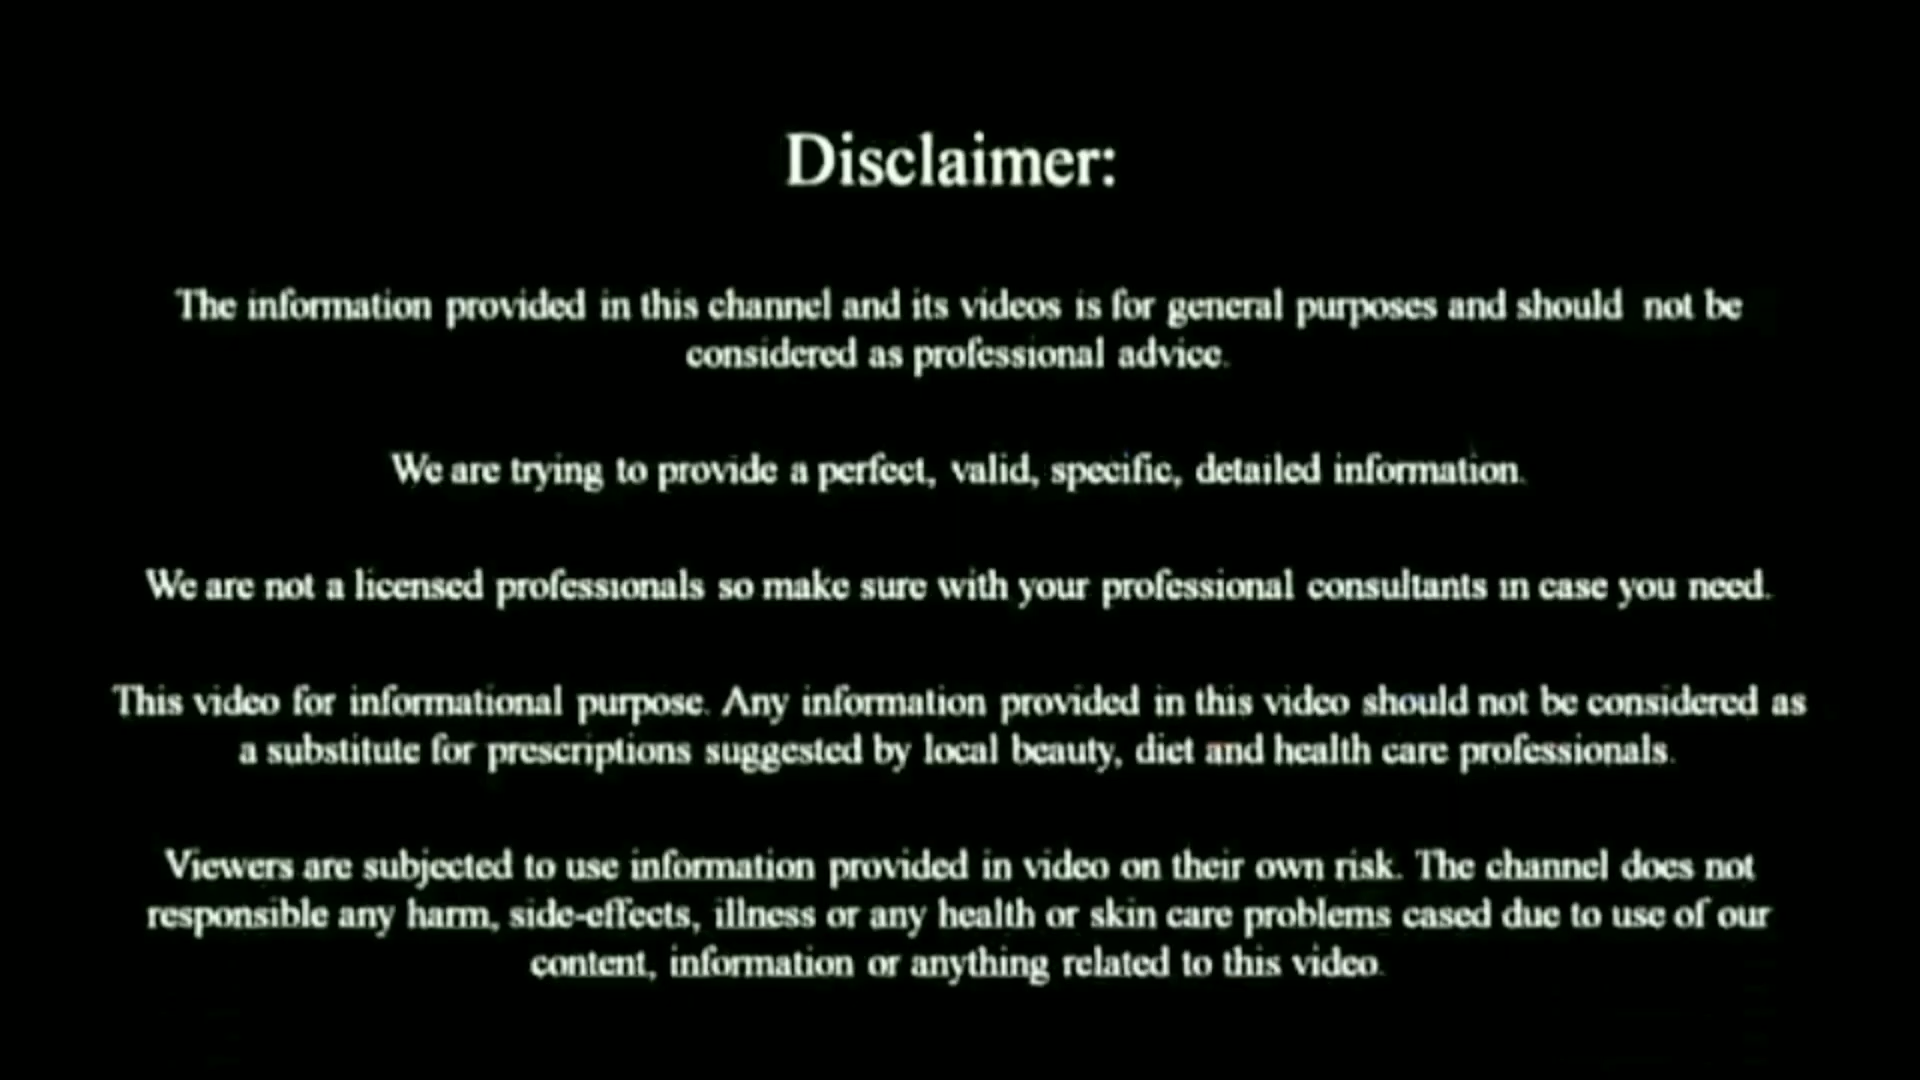 Disclaimer:
The information provided in this channel and its videos is for general purposes and should not be
considered as professional advice.
We are trying to provide a perfect, valid, specific, detailed information.
We are not a licensed professionals so make sure with your professional consultants in case you need.
This video for informational purpose. Any information provided in this video should not be considered as
a substitute for prescriptions suggested by local beauty, diet and health care professionals.
Viewers are subjected to use information provided in video on their own risk. The channel does not
responsible any harm, side-effects, illness or any health or skin care problems cased due to use of our
content, information or anything related to this video.